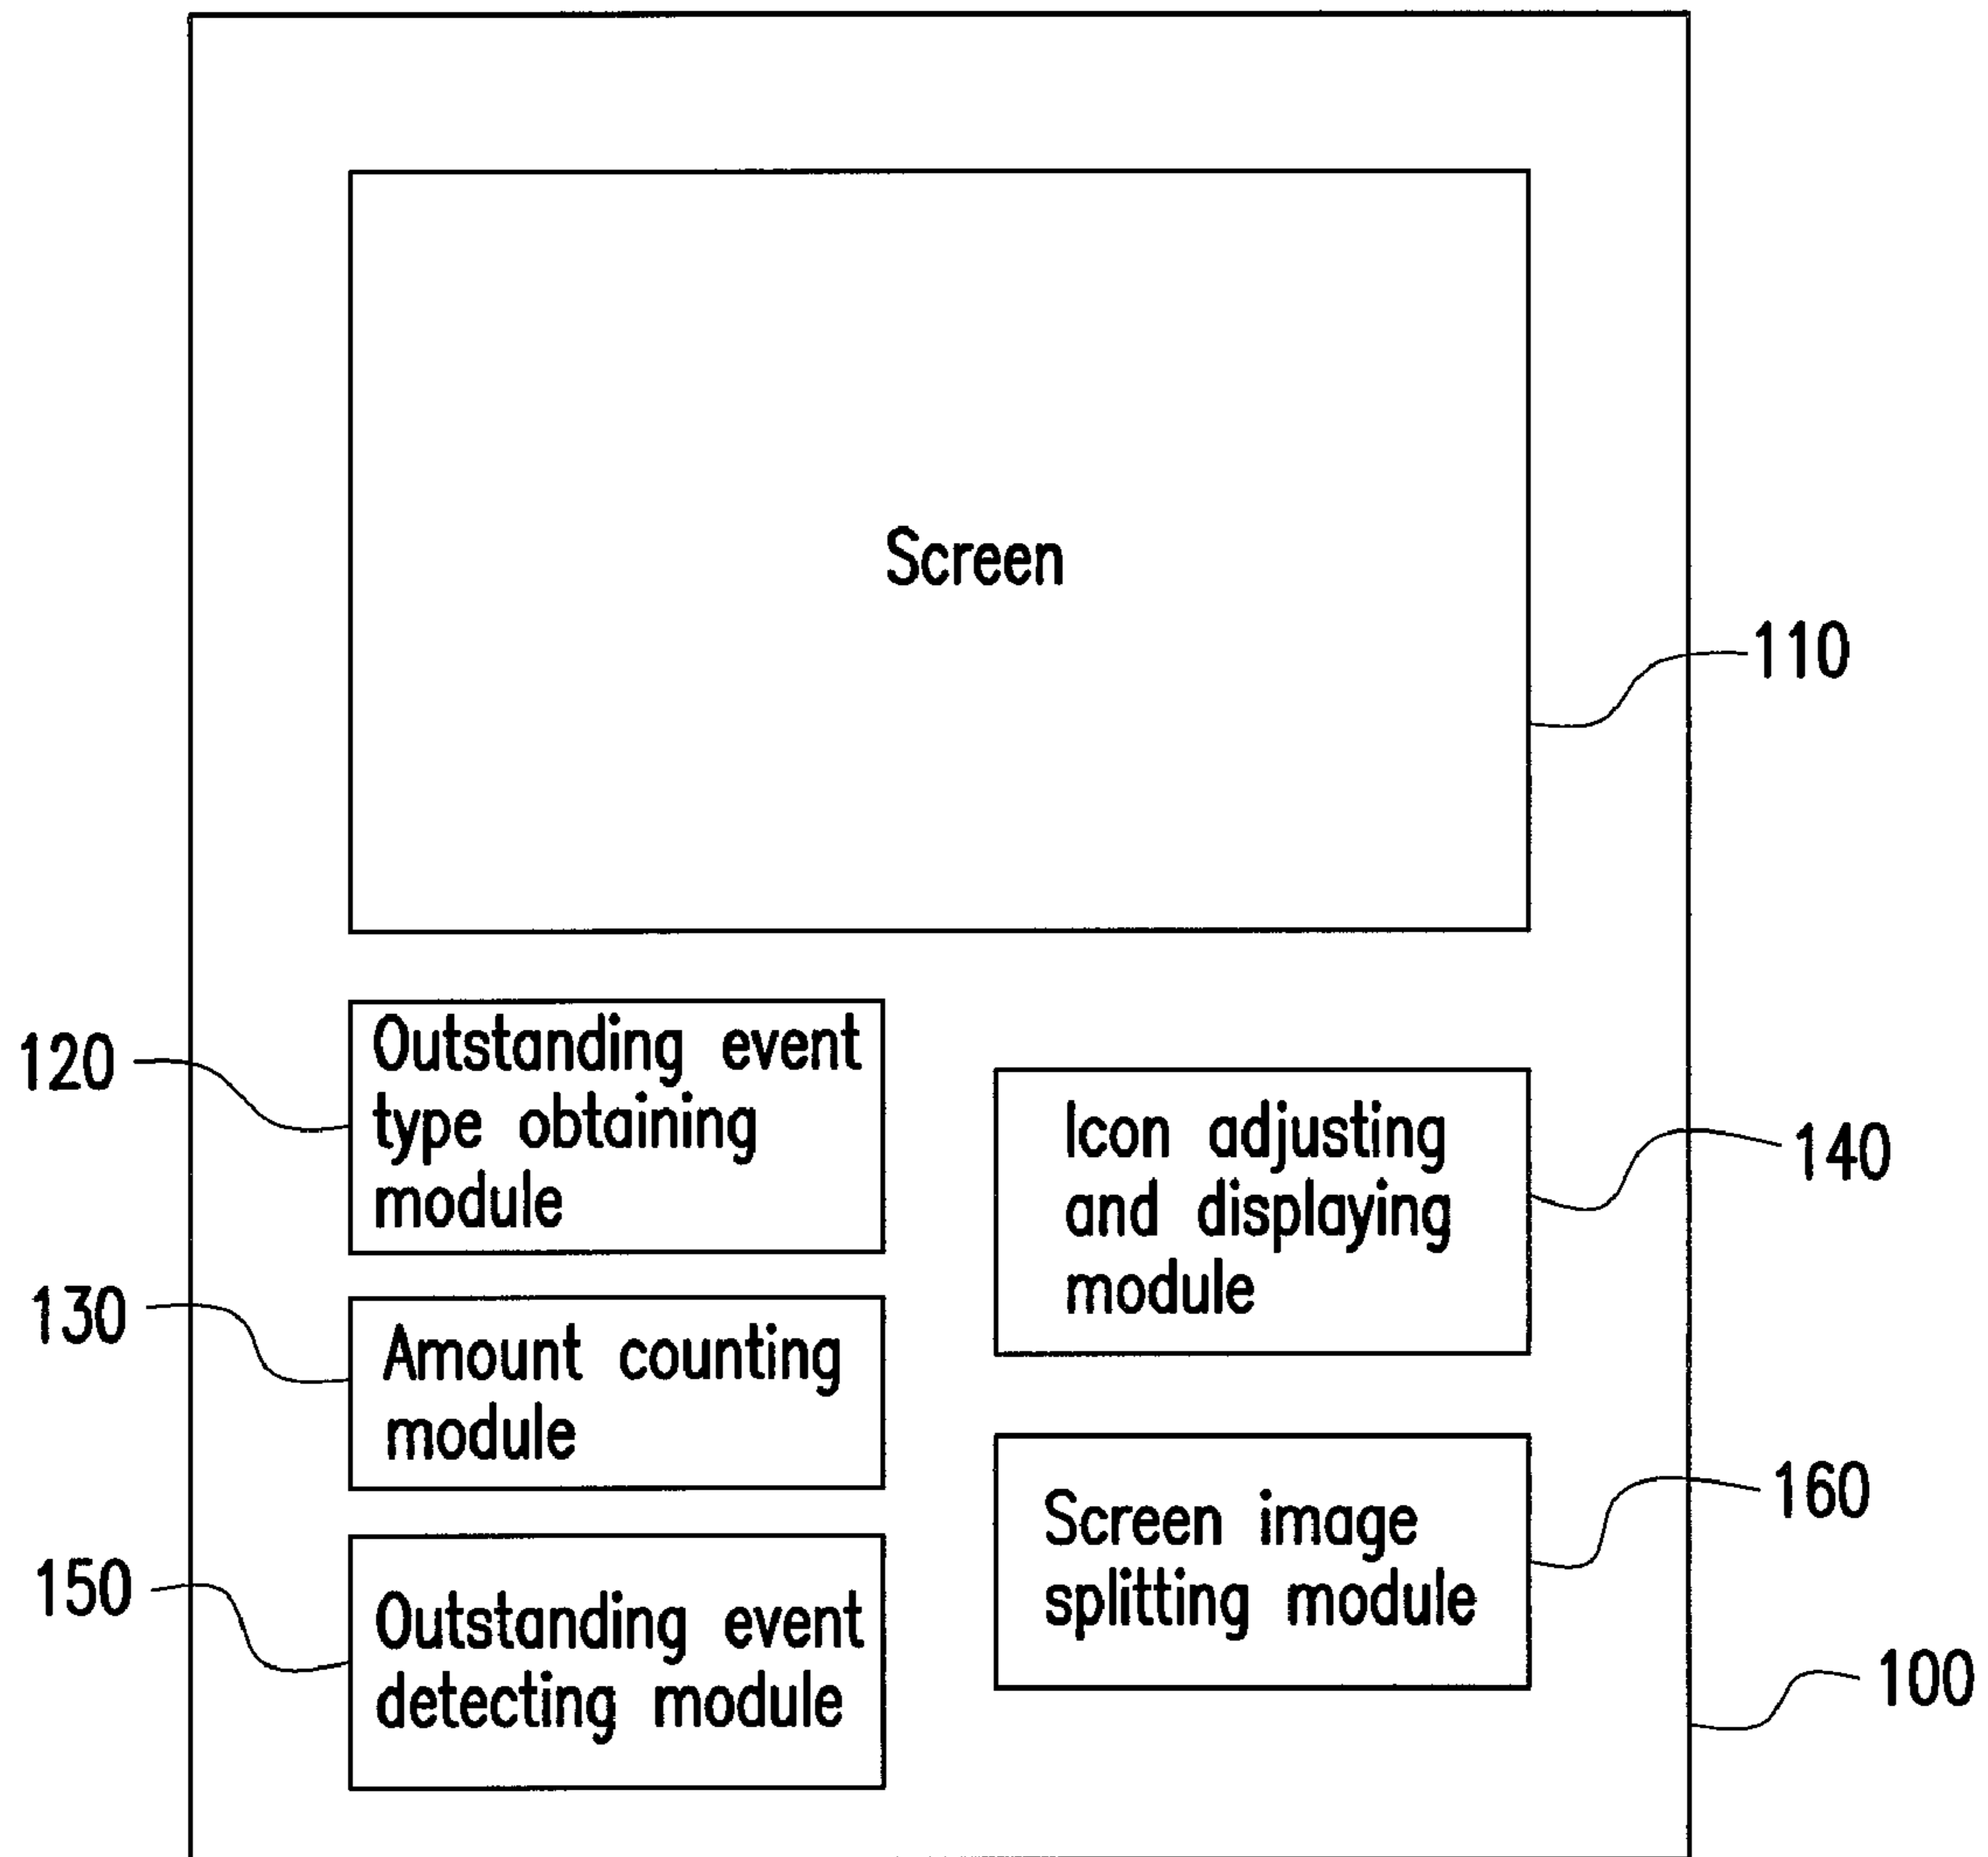 Screen
110
120
Outstanding event
type obtaining
module
Icon adjusting
and displaying
module
140
130
Amount counting
module
Screen image
splitting module
160
150
Outstanding event
detecting module
100